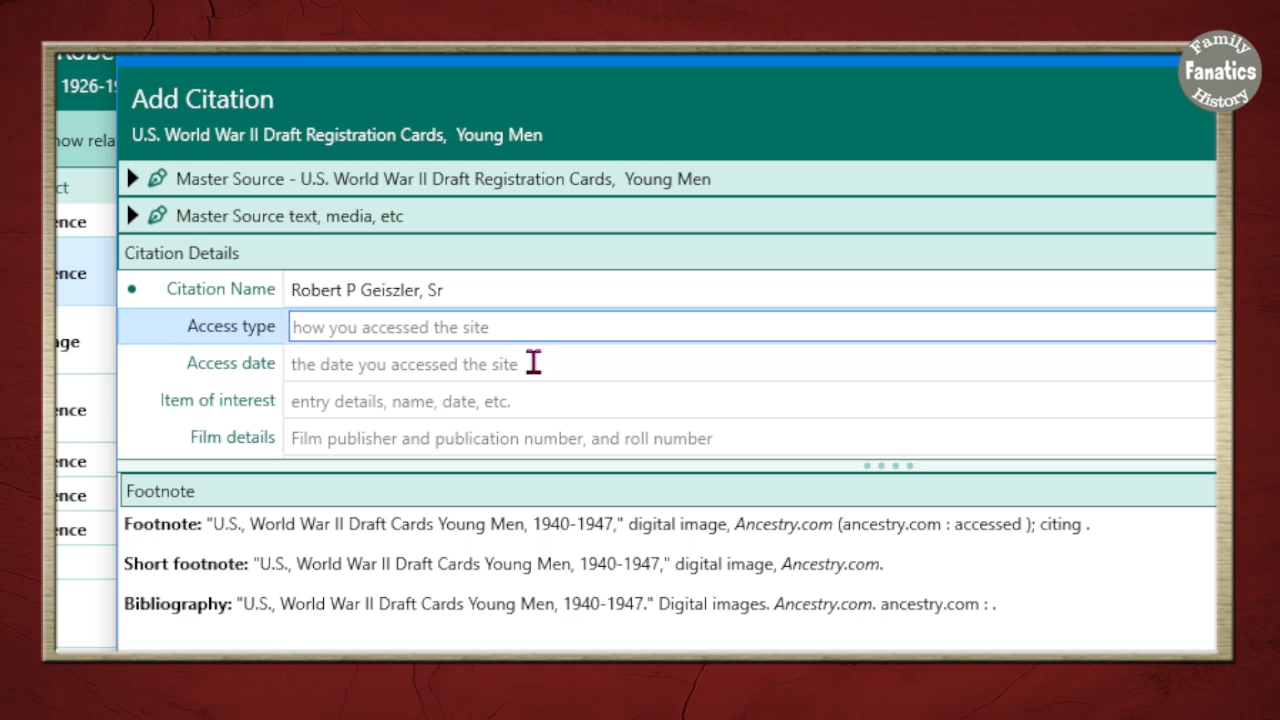 Family
Fanatics
History
1926-19
Add Citation
U.S. World War II Draft Registration Cards, Young Men
now rela
Master Source - U.S. World War II Draft Registration Cards, Young Men
ct
Master Source text, media, etc
ence
Citation Details
ence
Citation Name Robert P Geiszler, Sr
Access type how you accessed the site
age
Access date the date you accessed the site
ence
Item of interest entry details, name, date, etc.
Film details Film publisher and publication number, and roll number
ence
ence
Footnote
ence
Footnote: "U.S., World War II Draft Cards Young Men, 1940-1947," digital image, Ancestry.com (ancestry.com : accessed ); citing .
Short footnote: "U.S., World War II Draft Cards Young Men, 1940-1947," digital image, Ancestry.com.
Bibliography: "U.S., World War II Draft Cards Young Men, 1940-1947." Digital images. Ancestry.com. ancestry.com : .